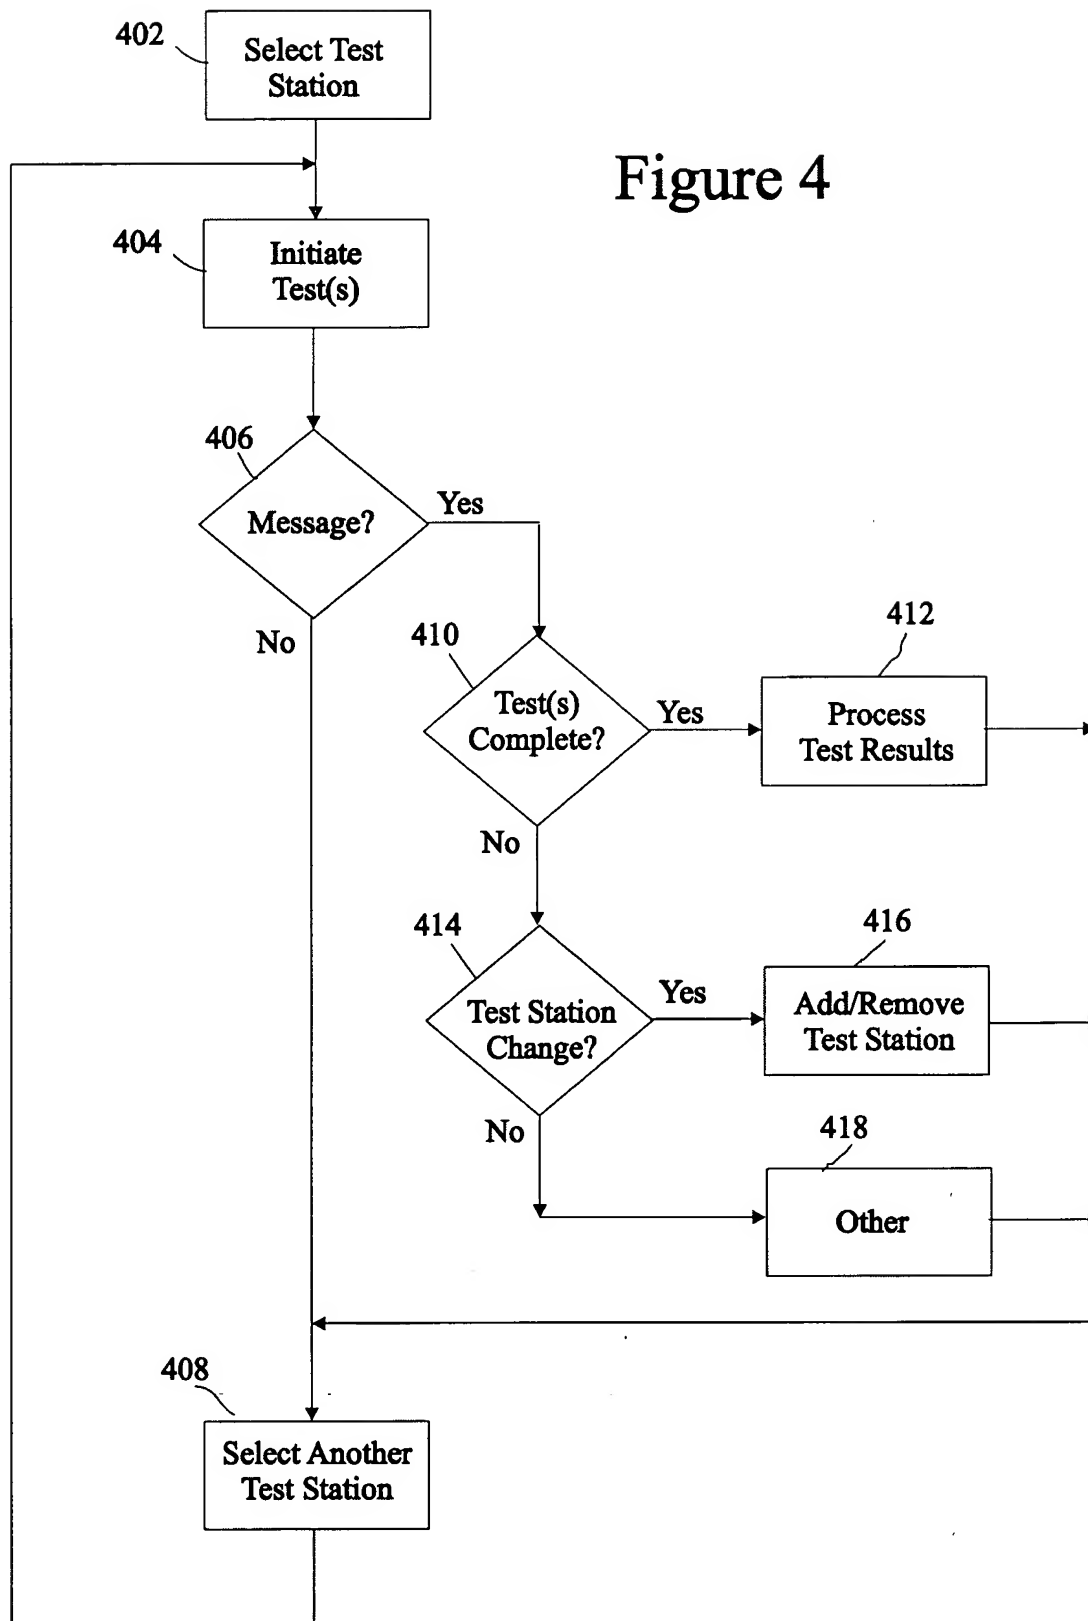 402
Select Test
Station
Figure 4
404
Initiate
Test(s)
406
Message?
Yes
No
410
Test(s)
Complete?
Yes
412
Process
Test Results
No
414
Test Station
Change?
Yes
416
Add/Remove
Test Station
No
418
Other
408
Select Another
Test Station